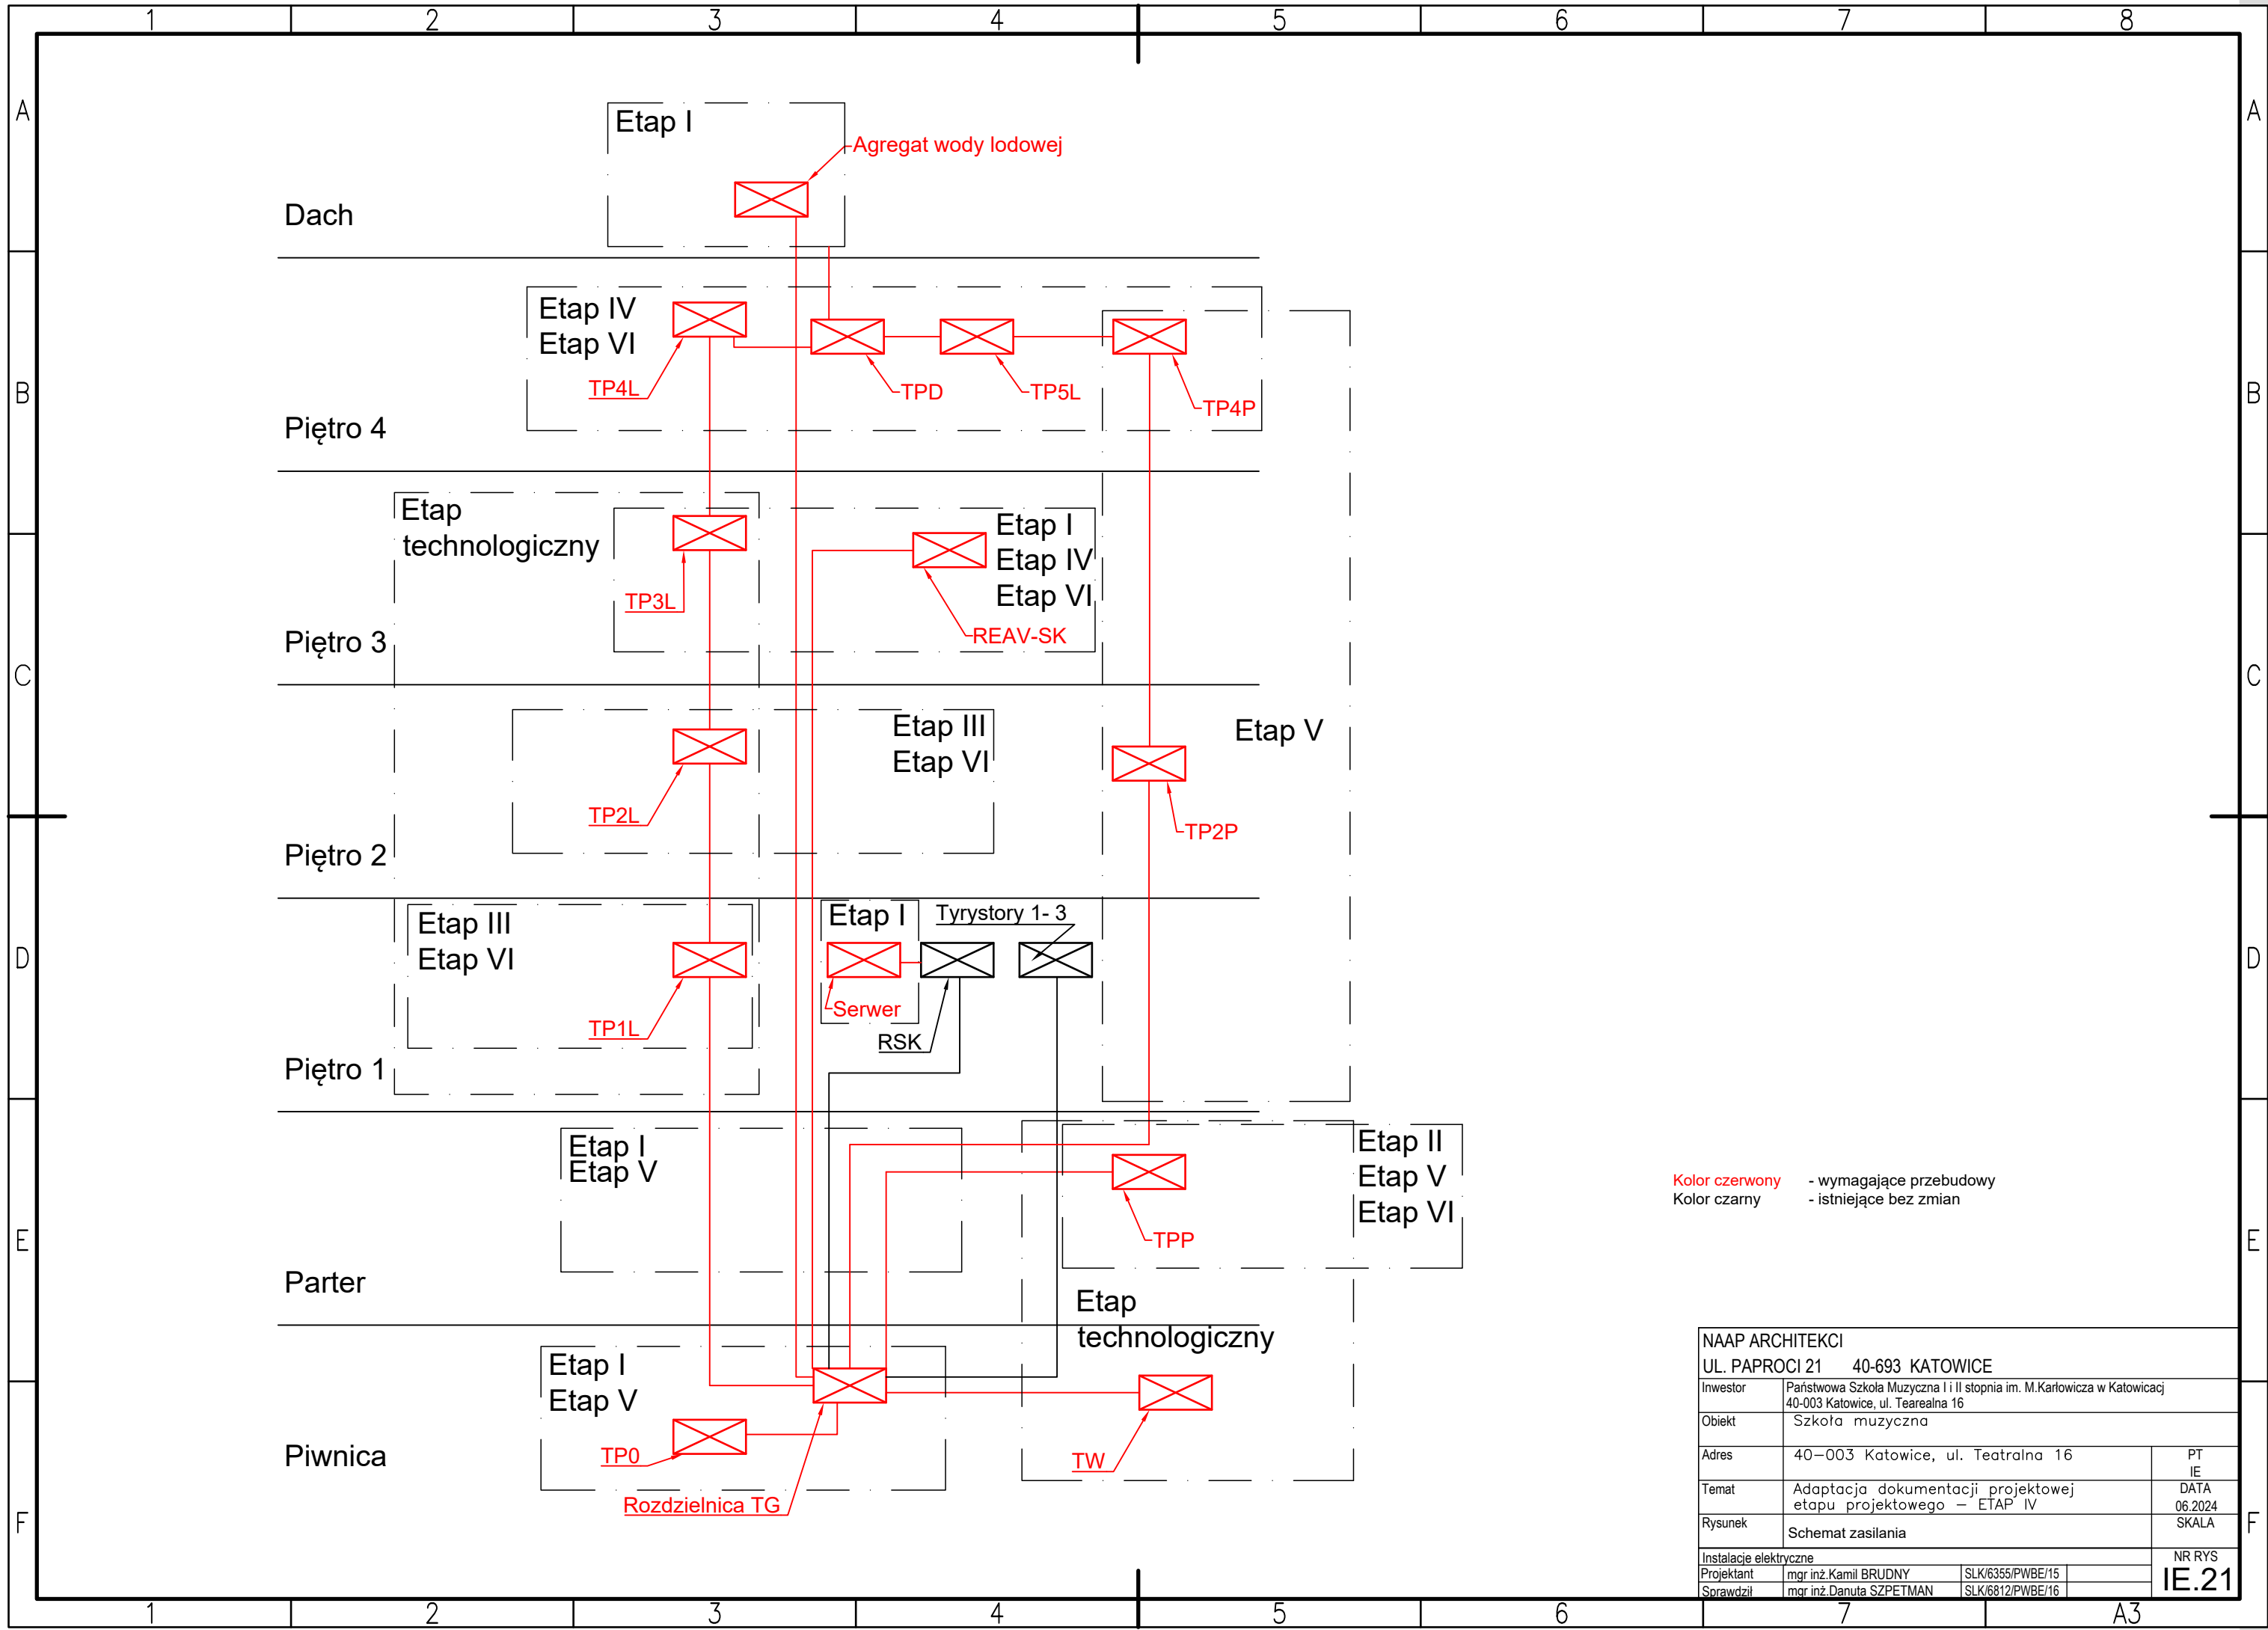 1 2 3 4 5 6 7 8
A A
Etap I
Agregat wody lodowej
Dach
Etap IV
Etap VI
B B
TP4L
TPD
TP5L
TP4P
Piętro 4
Etap
technologiczny
Etap I
Etap IV
Etap VI
TP3L
REAV-SK
Piętro 3
C C
Etap III
Etap VI
Etap V
TP2L
TP2P
Piętro 2
Etap III
Etap VI
Etap I
Tyrystory 1- 3
D D
Serwer
TP1L
RSK
Piętro 1
Etap I
Etap V
Etap II
Etap V
Etap VI
Kolor czerwony - wymagające przebudowy
Kolor czarny - istniejące bez zmian
E E
TPP
Parter
Etap
technologiczny
Etap I
Etap V
TP0
TW
Piwnica
Rozdzielnica TG
F F
NAAP ARCHITEKCI
UL. PAPROCI 21 40-693 KATOWICE
Inwestor Państwowa Szkoła Muzyczna I i II stopnia im. M.Karłowicza w Katowicacj
40-003 Katowice, ul. Tearealna 16
Obiekt Szkoła muzyczna
Adres 40-003 Katowice, ul. Teatralna 16 PT
IE
Temat Adaptacja dokumentacji projektowej DATA
etapu projektowego - ETAP IV 06.2024
Rysunek Schemat zasilania SKALA
Instalacje elektryczne NR RYS
Projektant mgr inż.Kamil BRUDNY SLK/6355/PWBE/15 IE.21
Sprawdził mgr inż.Danuta SZPETMAN SLK/6812/PWBE/16
1 2 3 4 5 6 7 A3